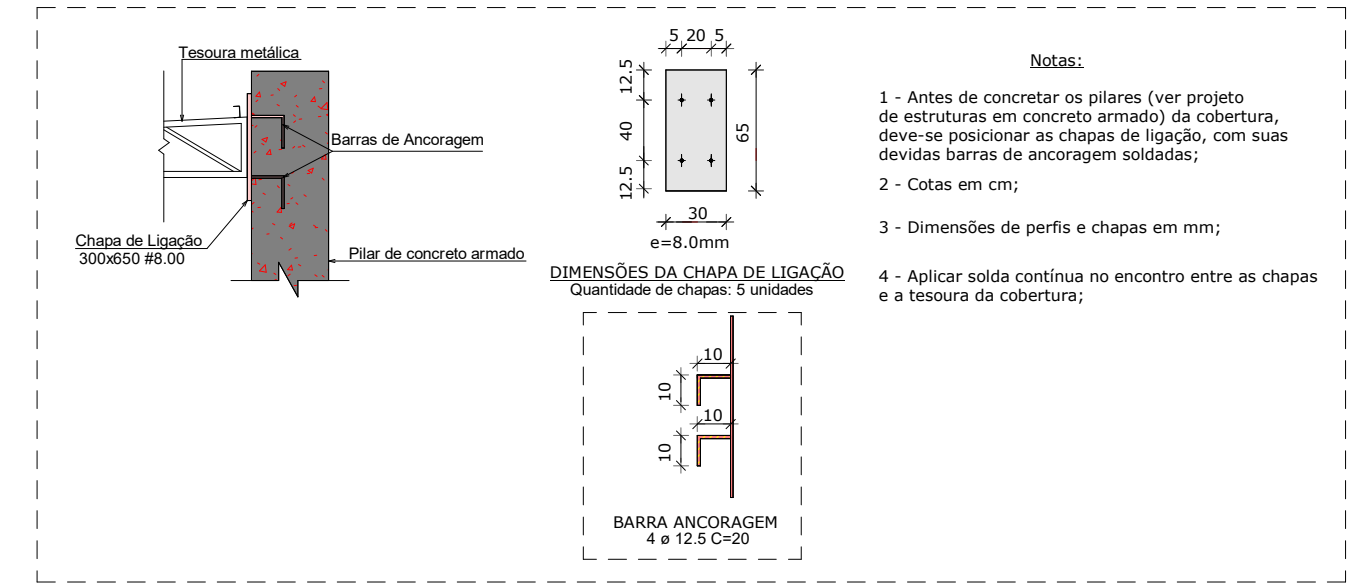 Tesoura metálica
Barras de Ancoragem
Chapa de Ligação
300x650 #8.00
Pilar de concreto armado
5 20 5
12.5
40
12.5
65
30
e=8.0mm
DIMENSÕES DA CHAPA DE LIGAÇÃO
Quantidade de chapas: 5 unidades
10
10
10
10
BARRA ANCORAGEM
4 ø 12.5 C=20
Notas:
1 - Antes de concretar os pilares (ver projeto
de estruturas em concreto armado) da cobertura,
deve-se posicionar as chapas de ligação, com suas
devidas barras de ancoragem soldadas;
2 - Cotas em cm;
3 - Dimensões de perfis e chapas em mm;
4 - Aplicar solda contínua no encontro entre as chapas
e a tesoura da cobertura;